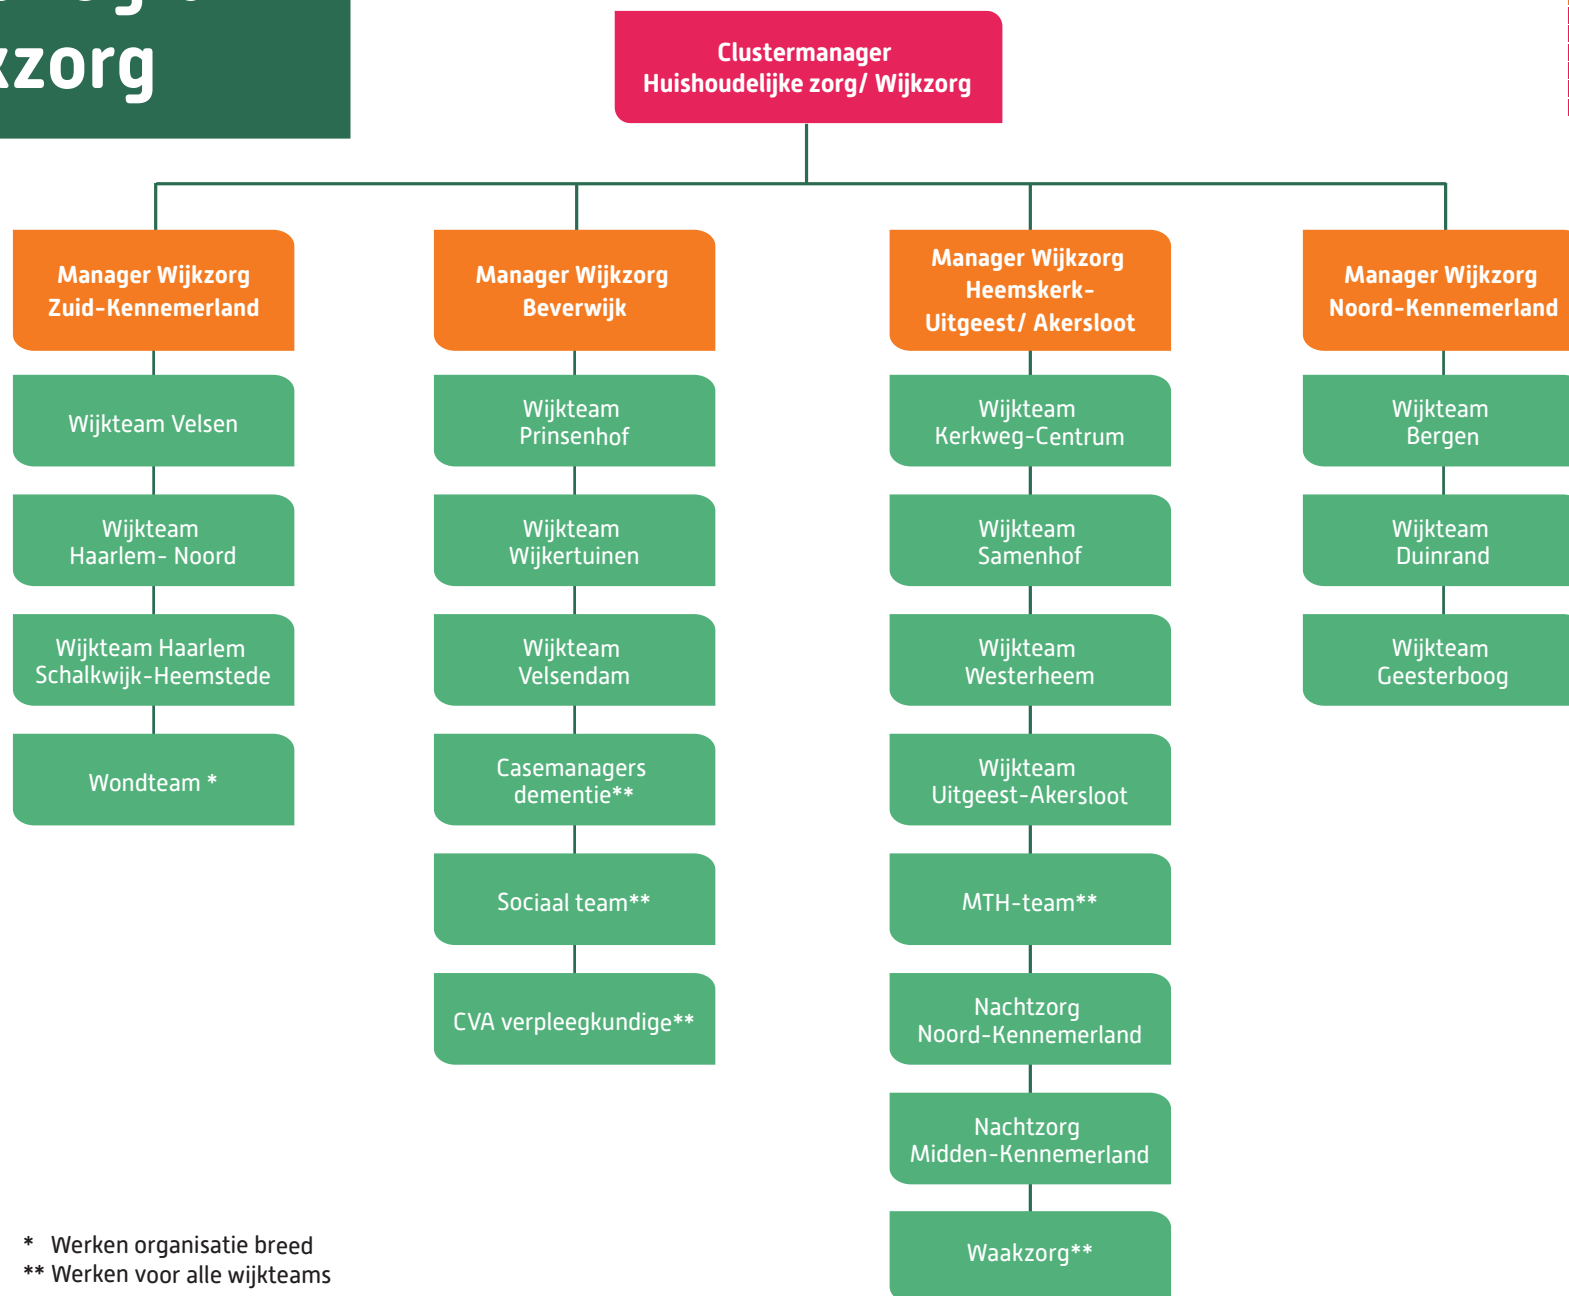 kzorg
Clustermanager
Huishoudelijke zorg/ Wijkzorg
Manager Wijkzorg
Zuid-Kennemerland
Wijkteam Velsen
Wijkteam
Haarlem- Noord
Wijkteam Haarlem
Schalkwijk-Heemstede
Wondteam *
Manager Wijkzorg
Beverwijk
Wijkteam
Prinsenhof
Wijkteam
Wijkertuinen
Wijkteam
Velsendam
Casemanagers
dementie**
Sociaal team**
CVA verpleegkundige**
Manager Wijkzorg
Heemskerk-
Uitgeest/ Akersloot
Wijkteam
Kerkweg-Centrum
Wijkteam
Samenhof
Wijkteam
Westerheem
Wijkteam
Uitgeest-Akersloot
MTH-team**
Nachtzorg
Noord-Kennemerland
Nachtzorg
Midden-Kennemerland
Waakzorg**
Manager Wijkzorg
Noord-Kennemerland
Wijkteam
Bergen
Wijkteam
Duinrand
Wijkteam
Geesterboog
* Werken organisatie breed
** Werken voor alle wijkteams